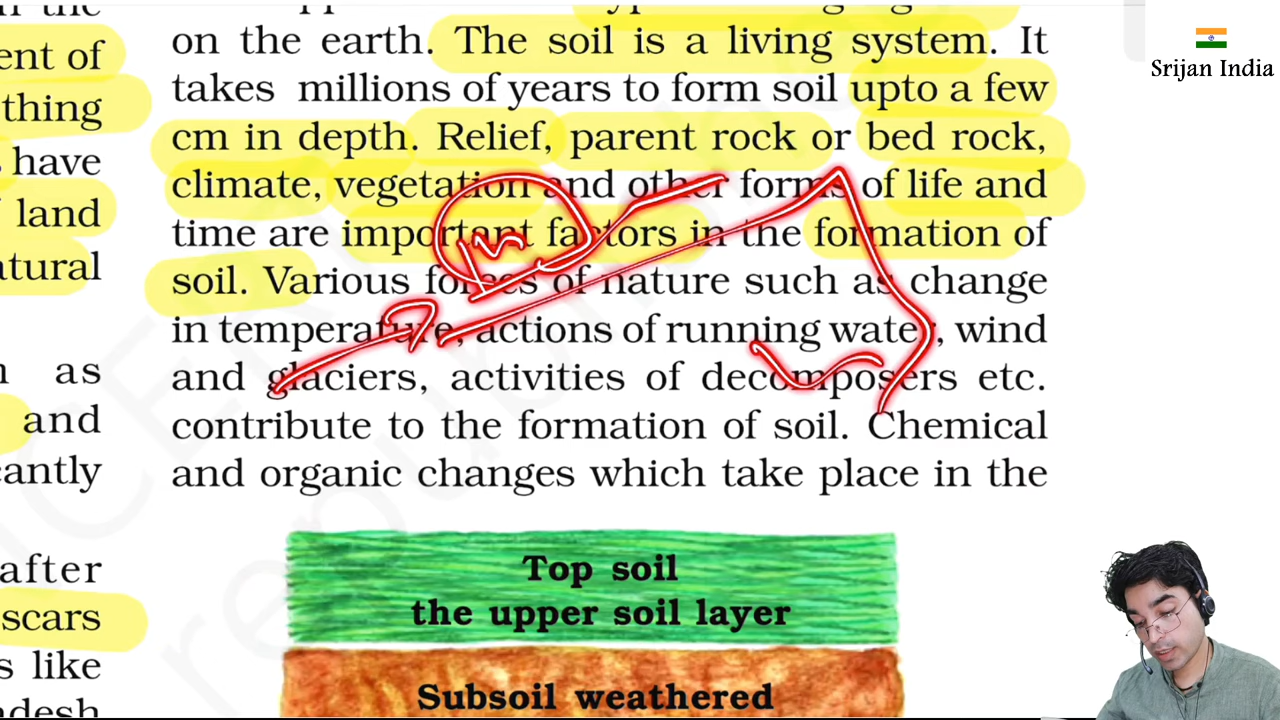 ent of
thing
have
land
atural
as
and
cantly
after
scars
s like
adesh
on the earth. The soil is a living system. It
takes millions of years to form soil upto a few
cm in depth. Relief, parent rock or bed rock,
climate, vegetation and other forms of life and
time are important factors in the formation of
soil. Various forces of nature such as change
in temperature, actions of running water, wind
and glaciers, activities of decomposers etc.
contribute to the formation of soil. Chemical
and organic changes which take place in the
Top soil
the upper soil layer
Subsoil weathered
Srijan India